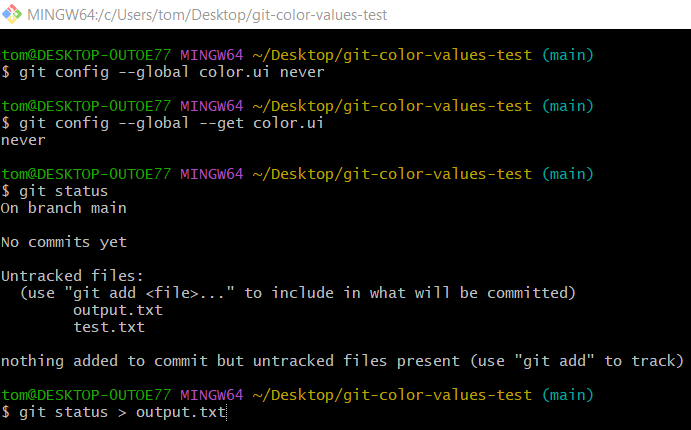 MINGW64:/c/Users/tom/Desktop/git-color-values-test
tom@DESKTOP-OUTOE77 MINGW64 ~/Desktop/git-color-values-test (main)
$ git config --global color.ui never
tom@DESKTOP-OUTOE77 MINGW64 ~/Desktop/git-color-values-test (main)
$ git config --global --get color.ui
never
tom@DESKTOP-OUTOE77 MINGW64 ~/Desktop/git-color-values-test (main)
$ git status
On branch main
No commits yet
Untracked files:
  (use "git add <file>..." to include in what will be committed)
        output.txt
        test.txt
nothing added to commit but untracked files present (use "git add" to track)
tom@DESKTOP-OUTOE77 MINGW64 ~/Desktop/git-color-values-test (main)
$ git status > output.txt